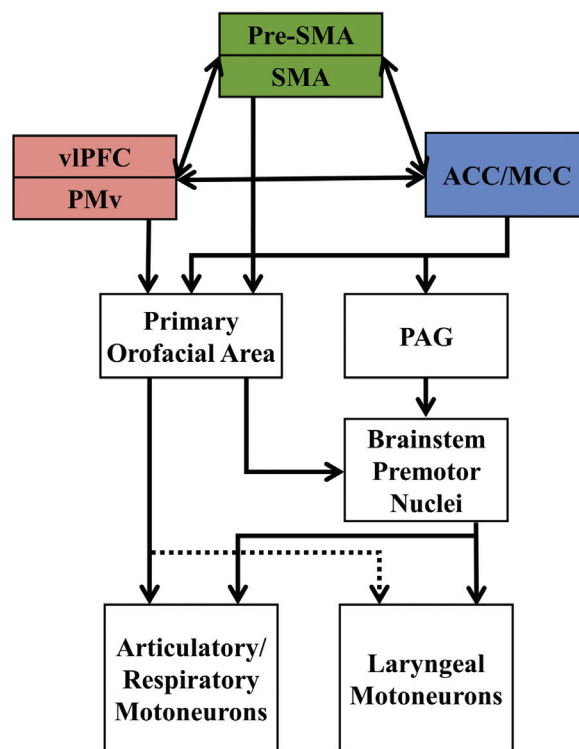 Pre-SMA
SMA
vlPFC
PMv
ACC/MCC
Primary
Orofacial Area
PAG
Brainstem
Premotor
Nuclei
Articulatory/
Respiratory
Motoneurons
Laryngeal
Motoneurons